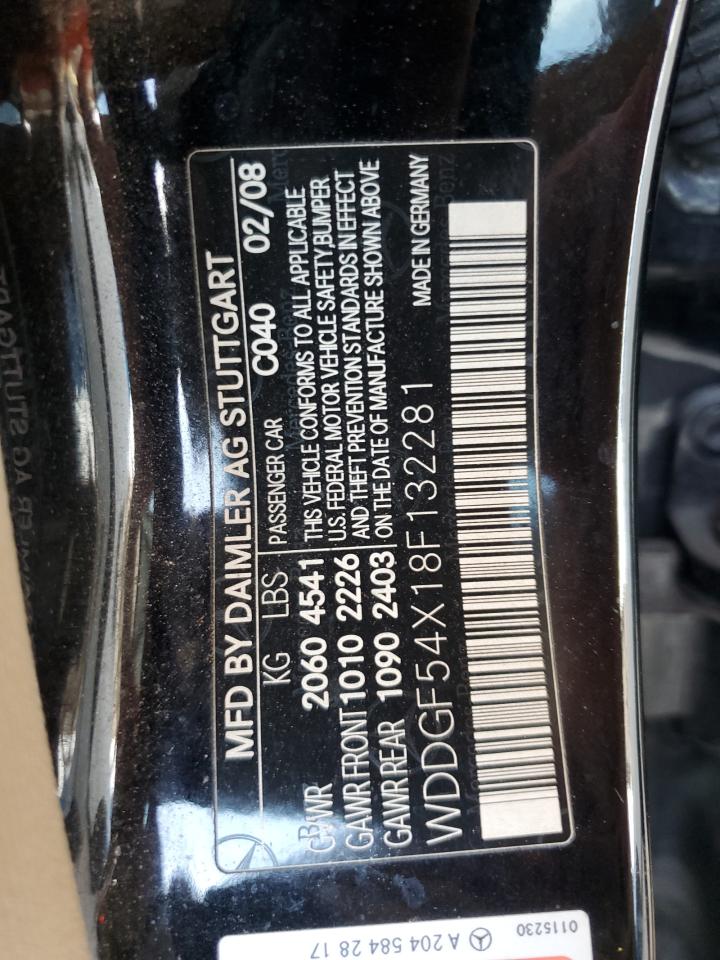 MFD BY DAIMLER AG STUTTGART
KG LBS PASSENGER CAR C040 02/08
GVWR 2060 4541 THIS VEHICLE CONFORMS TO ALL APPLICABLE
GAWR FRONT 1010 2226 U.S. FEDERAL MOTOR VEHICLE SAFETY, BUMPER
GAWR REAR 1090 2403 AND THEFT PREVENTION STANDARDS IN EFFECT
ON THE DATE OF MANUFACTURE SHOWN ABOVE
WDDGF54X18F132281 MADE IN GERMANY
A 204 584 28 17
0115230